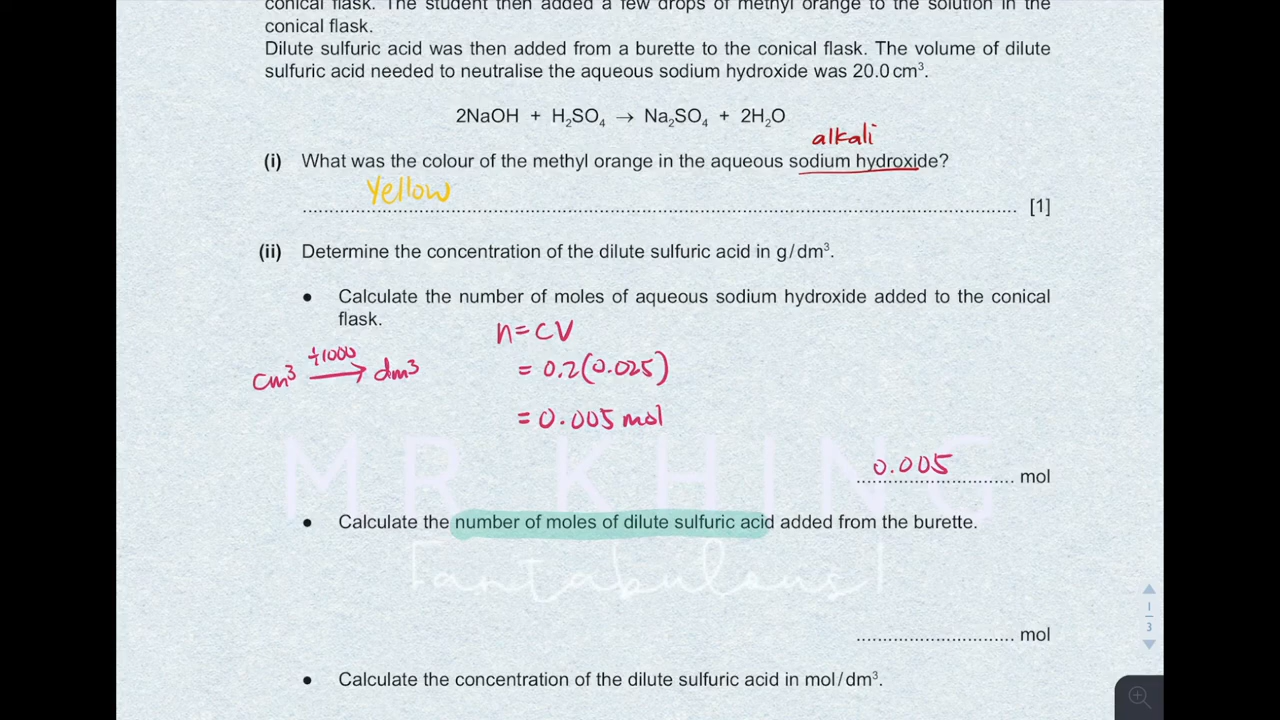 conical flask. The student then added a few drops of methyl orange to the solution in the
conical flask.
Dilute sulfuric acid was then added from a burette to the conical flask. The volume of dilute
sulfuric acid needed to neutralise the aqueous sodium hydroxide was 20.0 cm³.
2NaOH + H₂SO₄ → Na₂SO₄ + 2H₂O
alkali
(i) What was the colour of the methyl orange in the aqueous sodium hydroxide?
Yellow
.......... [1]
(ii) Determine the concentration of the dilute sulfuric acid in g/dm³.
• Calculate the number of moles of aqueous sodium hydroxide added to the conical
flask.
n = CV
÷1000
cm³ → dm³
= 0.2(0.025)
= 0.005 mol
MR KHING
0.005 mol
• Calculate the number of moles of dilute sulfuric acid added from the burette.
Fantabulous!
.......... mol
1
3
• Calculate the concentration of the dilute sulfuric acid in mol/dm³.